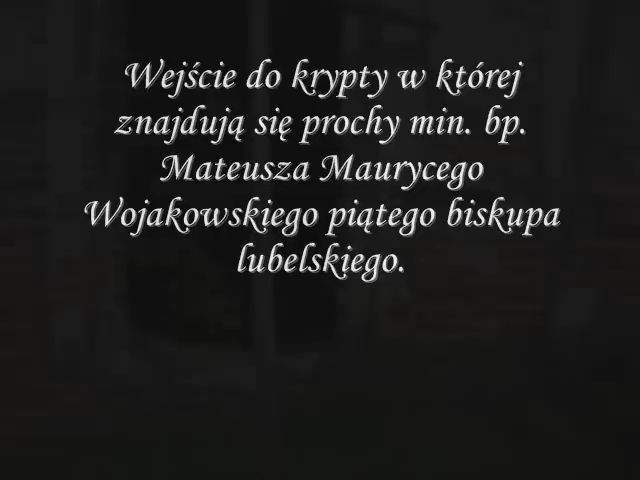 Wejście do krypty w której
znajdują się prochy min. bp.
Mateusza Maurycego
Wojakowskiego piątego biskupa
lubelskiego.